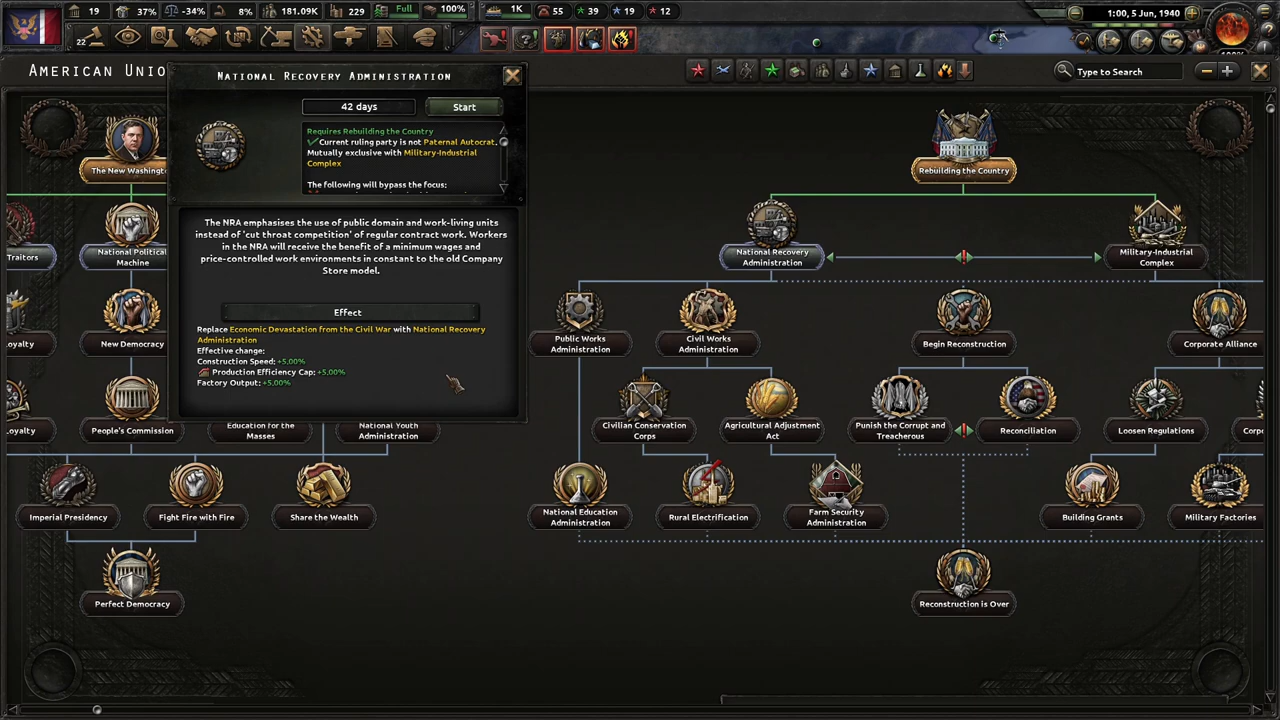 19 37% -34% 8% 181.09K 229 Full 100% 1K 55 39 19 12 1:00, 5 Jun, 1940
22
AMERICAN UNIO
Type to Search
NATIONAL RECOVERY ADMINISTRATION
42 days
Start
Requires Rebuilding the Country
Current ruling party is not Paternal Autocrat.
Mutually exclusive with Military-Industrial
Complex
The following will bypass the focus:
The NRA emphasises the use of public domain and work-living units
instead of 'cut throat competition' of regular contract work. Workers
in the NRA will receive the benefit of a minimum wages and
price-controlled work environments in constant to the old Company
Store model.
Effect
Replace Economic Devastation from the Civil War with National Recovery
Administration
Effective change:
Construction Speed: +5,00%
Production Efficiency Cap: +5,00%
Factory Output: +5,00%
The New Washingto
Rebuilding the Country
Traitors
National Political
Machine
National Recovery
Administration
Military-Industrial
Complex
oyalty
New Democracy
Public Works
Administration
Civil Works
Administration
Begin Reconstruction
Corporate Alliance
oyalty
People's Commission
Education for the
Masses
National Youth
Administration
Civilian Conservation
Corps
Agricultural Adjustment
Act
Punish the Corrupt and
Treacherous
Reconciliation
Loosen Regulations
Corpo
Imperial Presidency
Fight Fire with Fire
Share the Wealth
National Education
Administration
Rural Electrification
Farm Security
Administration
Building Grants
Military Factories
Perfect Democracy
Reconstruction is Over